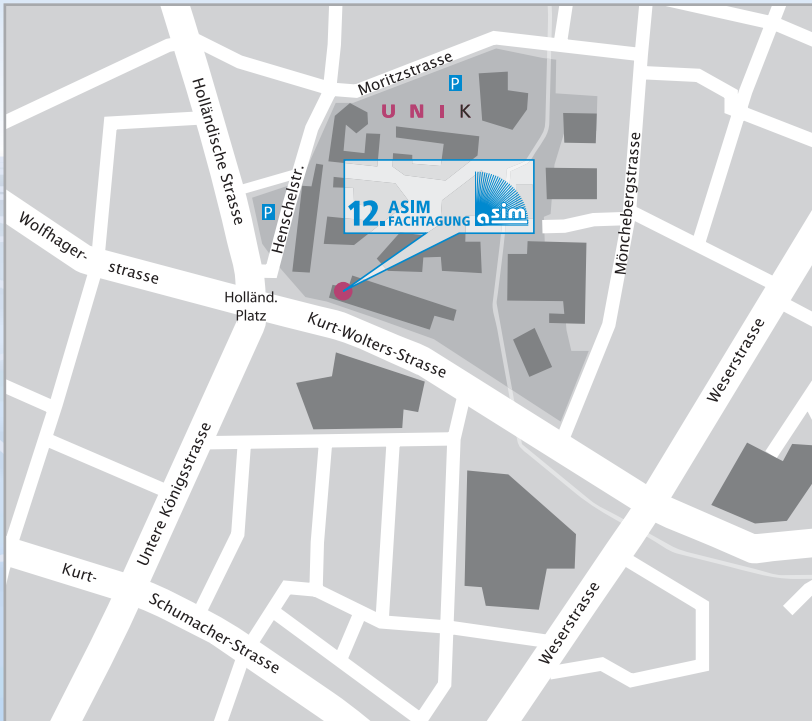 Moritzstrasse
P
UNIK
Holländische Strasse
Henschelstr.
P
12. ASIM
FACHTAGUNG
asim
Mönchebergstrasse
Wolfhager-
strasse
Holländ.
Platz
Kurt-Wolters-Strasse
Weserstrasse
Untere Königsstrasse
Kurt-
Schumacher-Strasse
Weserstrasse